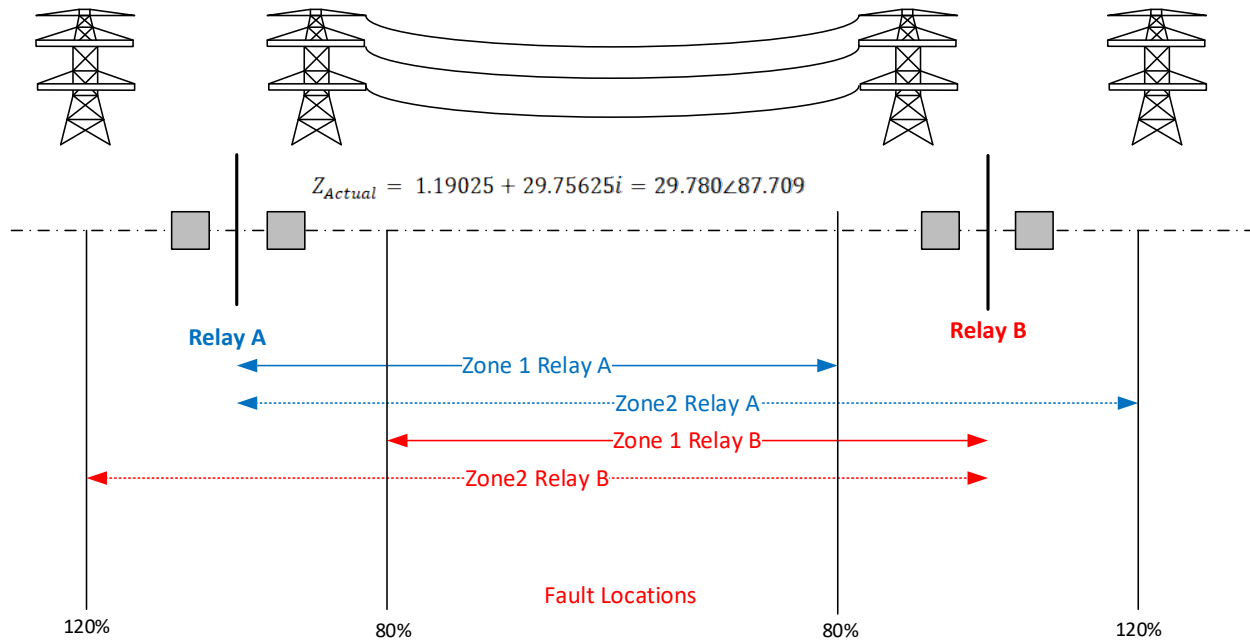 Z_Actual = 1.19025 + 29.75625i = 29.780∠87.709
Relay A
Relay B
Zone 1 Relay A
Zone2 Relay A
Zone 1 Relay B
Zone2 Relay B
Fault Locations
120%
80%
80%
120%